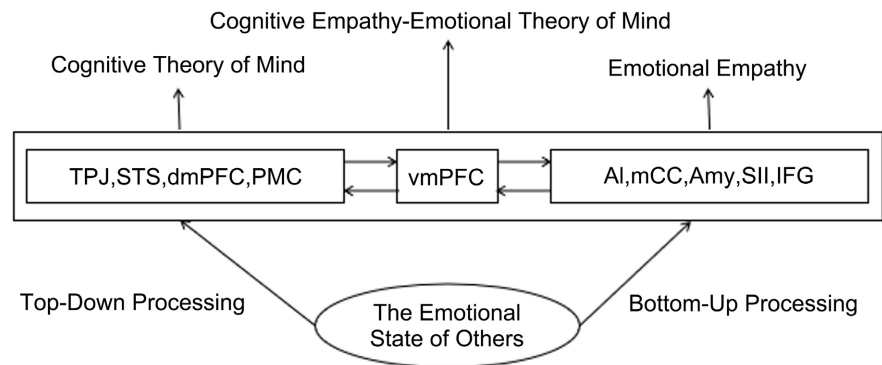 Cognitive Empathy-Emotional Theory of Mind
Cognitive Theory of Mind
Emotional Empathy
TPJ,STS,dmPFC,PMC
vmPFC
AI,mCC,Amy,SII,IFG
Top-Down Processing
The Emotional
State of Others
Bottom-Up Processing